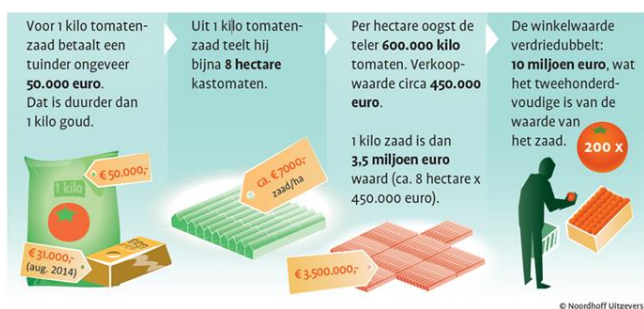 Voor 1 kilo tomaten-
zaad betaalt een
tuinder ongeveer
50.000 euro.
Dat is duurder dan
1 kilo goud.
€ 50.000,-
1 kilo
€ 31.000,-
(aug. 2014)
Uit 1 kilo tomaten-
zaad teelt hij
bijna 8 hectare
kastomaten.
ca. € 7000,-
zaad/ha
Per hectare oogst de
teler 600.000 kilo
tomaten. Verkoop-
waarde circa 450.000
euro.
1 kilo zaad is dan
3,5 miljoen euro
waard (ca. 8 hectare x
450.000 euro).
€ 3.500.000,-
De winkelwaarde
verdriedubbelt:
10 miljoen euro, wat
het tweehonderd-
voudige is van de
waarde van
het zaad.
200 x
© Noordhoff Uitgevers